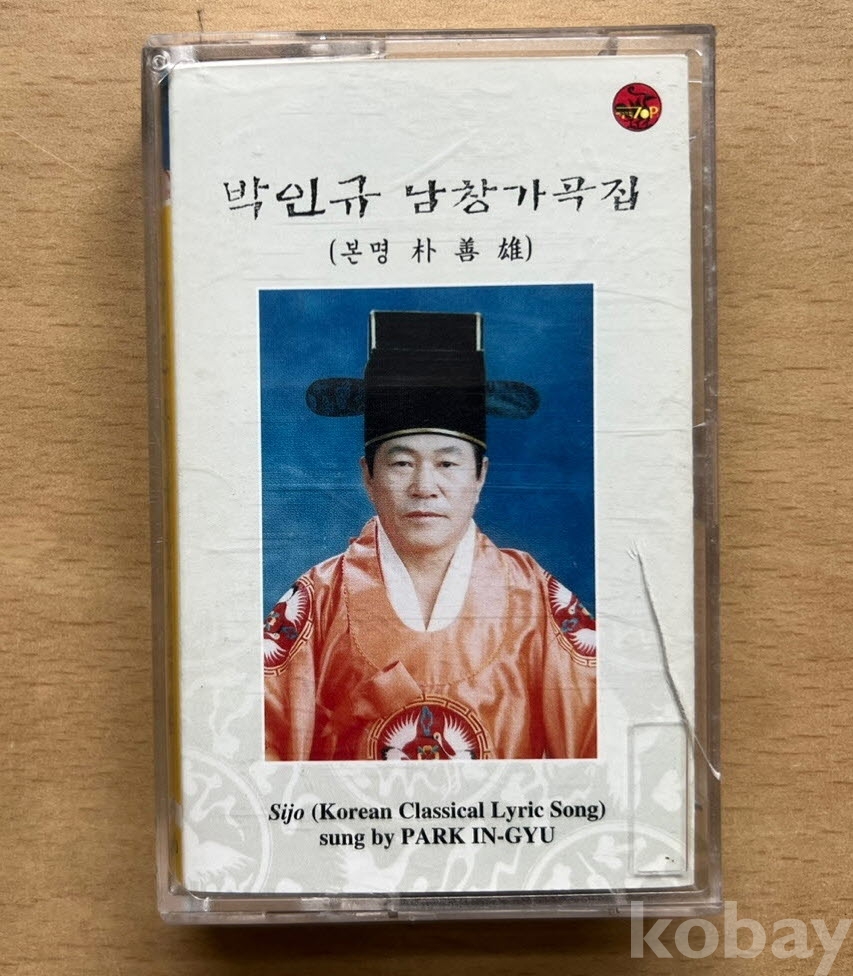 TOP
박인규 남창가곡집
(본명 朴善雄)
Sijo (Korean Classical Lyric Song)
sung by PARK IN-GYU
kobay